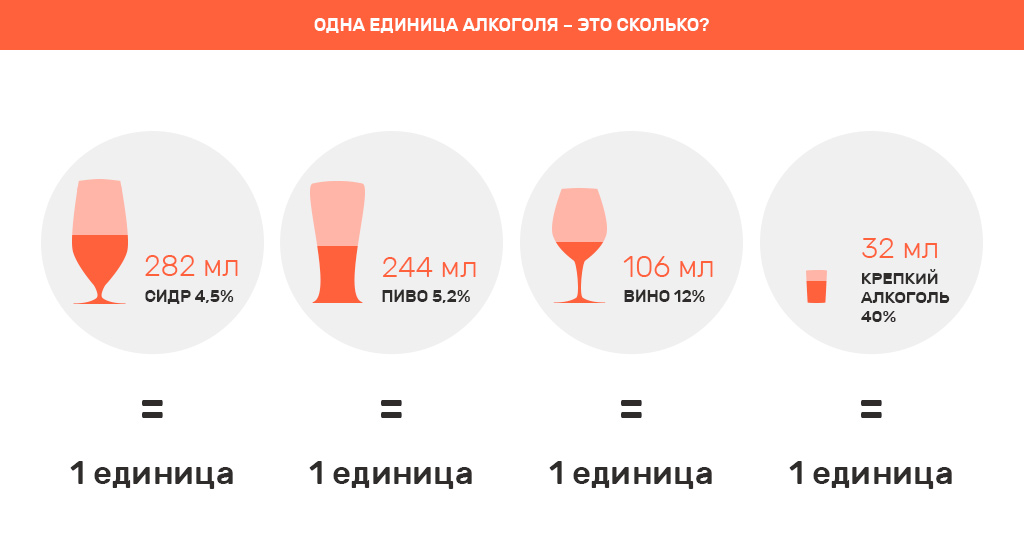 ОДНА ЕДИНИЦА АЛКОГОЛЯ – ЭТО СКОЛЬКО?
282 мл
СИДР 4,5%
244 мл
ПИВО 5,2%
106 мл
ВИНО 12%
32 мл
КРЕПКИЙ
АЛКОГОЛЬ
40%
=
=
=
=
1 единица
1 единица
1 единица
1 единица